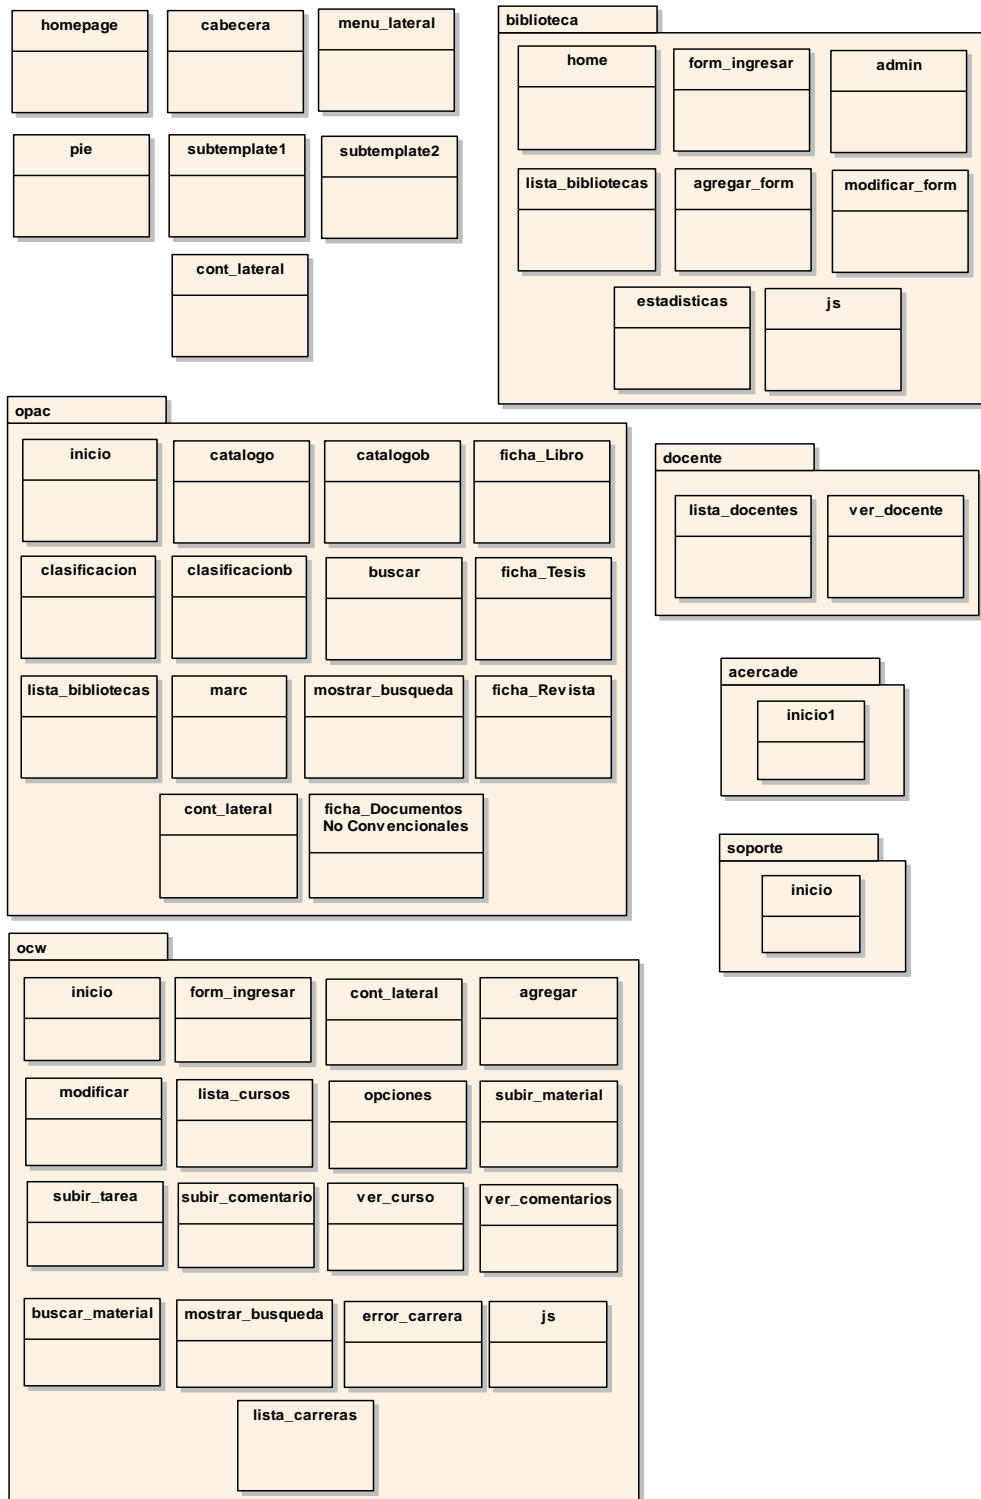 homepage
cabecera
menu_lateral
pie
subtemplate1
subtemplate2
cont_lateral
biblioteca
home
form_ingresar
admin
lista_bibliotecas
agregar_form
modificar_form
estadisticas
js
opac
inicio
catalogo
catalogob
ficha_Libro
clasificacion
clasificacionb
buscar
ficha_Tesis
lista_bibliotecas
marc
mostrar_busqueda
ficha_Revista
cont_lateral
ficha_Documentos
No Convencionales
docente
lista_docentes
ver_docente
acercade
inicio1
soporte
inicio
ocw
inicio
form_ingresar
cont_lateral
agregar
modificar
lista_cursos
opciones
subir_material
subir_tarea
subir_comentario
ver_curso
ver_comentarios
buscar_material
mostrar_busqueda
error_carrera
js
lista_carreras